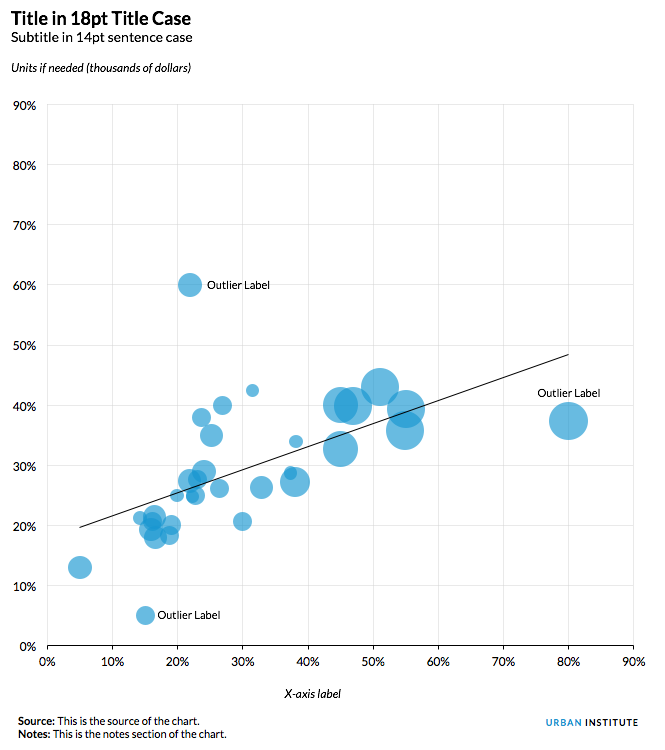 Title in 18pt Title Case
Subtitle in 14pt sentence case
Units if needed (thousands of dollars)
90%
80%
70%
60%
Outlier Label
50%
Outlier Label
40%
30%
20%
10%
Outlier Label
0%
0% 10% 20% 30% 40% 50% 60% 70% 80% 90%
X-axis label
Source: This is the source of the chart.
URBAN INSTITUTE
Notes: This is the notes section of the chart.